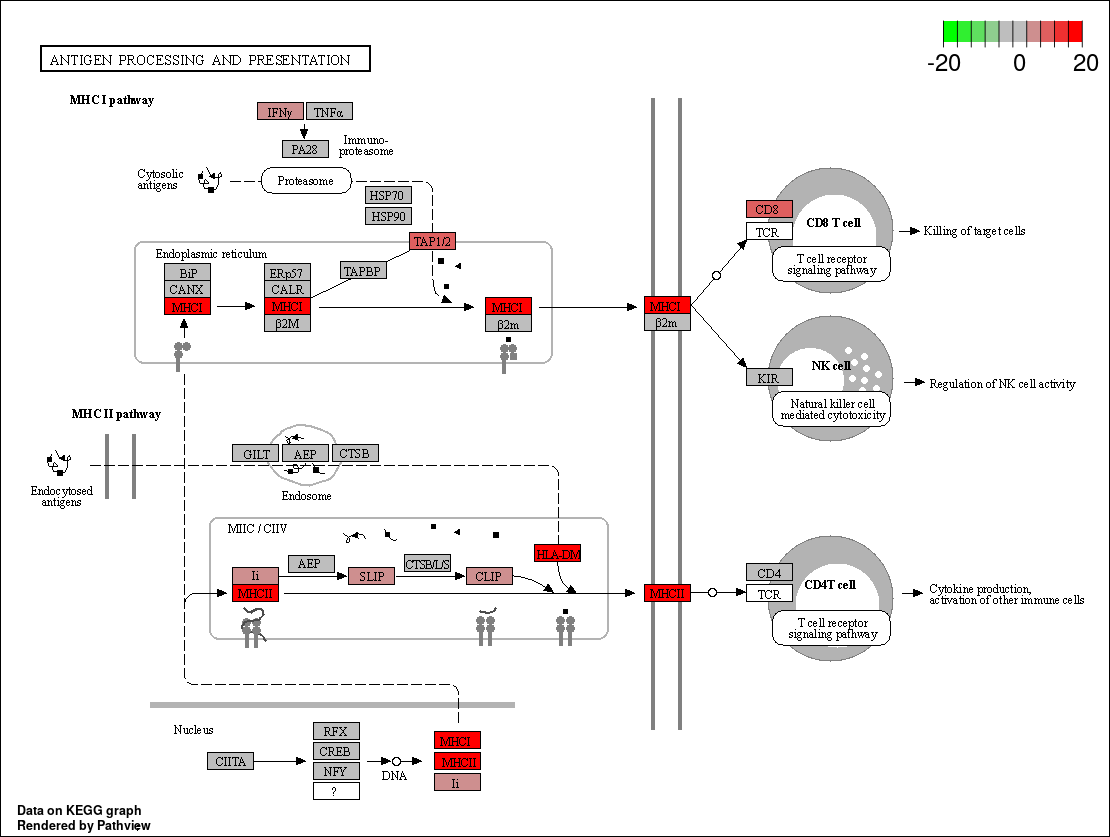 -20 0 20
ANTIGEN PROCESSING AND PRESENTATION
MHC I pathway
IFNγ TNFα
PA28
Immuno-
proteasome
Cytosolic
antigens
Proteasome
HSP70
HSP90
TAP1/2
Endoplasmic reticulum
BiP
CANX
MHCI
ERp57
CALR
MHCI
β2M
TAPBP
MHCI
β2m
MHCI
β2m
CD8
TCR
CD8 T cell
T cell receptor
signaling pathway
Killing of target cells
KIR
NK cell
Natural killer cell
mediated cytotoxicity
Regulation of NK cell activity
MHC II pathway
Endocytosed
antigens
GILT AEP CTSB
Endosome
MIIC / CIIV
Ii
MHCII
AEP
SLIP
CTSB/L/S
CLIP
HLA-DM
MHCII
CD4
TCR
CD4T cell
T cell receptor
signaling pathway
Cytokine production,
activation of other immune cells
Nucleus
CIITA
RFX
CREB
NFY
?
DNA
MHCI
MHCII
Ii
Data on KEGG graph
Rendered by Pathview